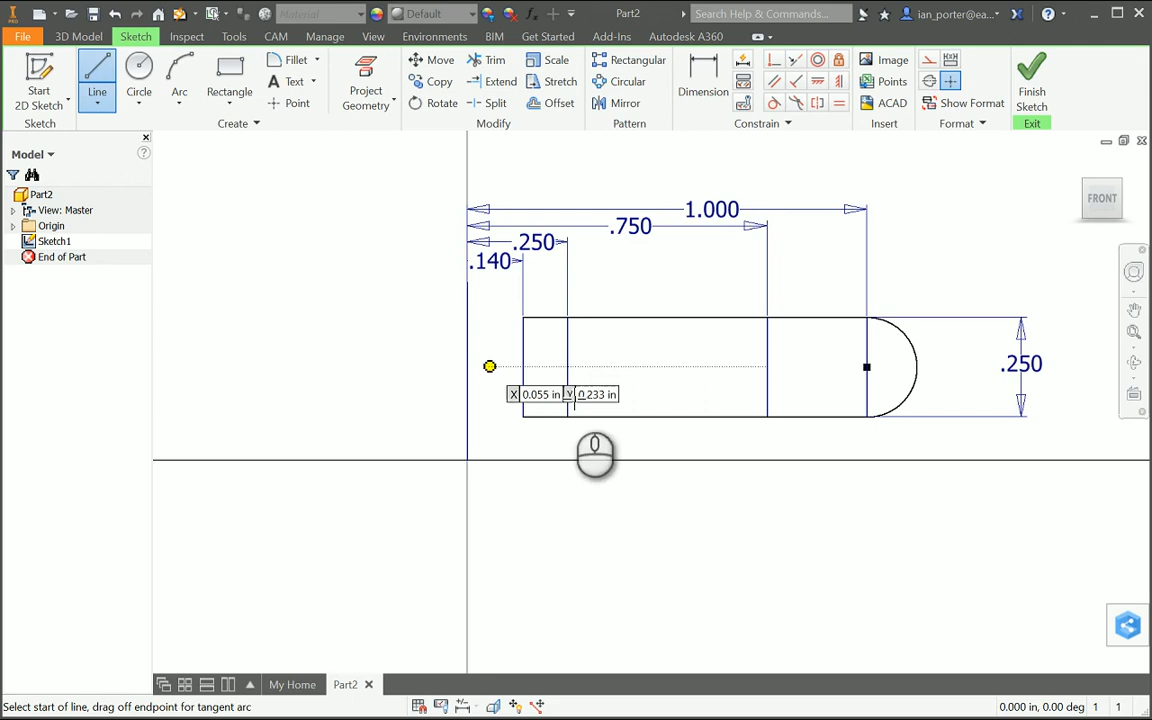 PRO
Material
Default
Part2
Search Help & Commands...
ian_porter@ea...
File
3D Model
Sketch
Inspect
Tools
CAM
Manage
View
Environments
BIM
Get Started
Add-Ins
Autodesk A360
Start
2D Sketch
Line
Circle
Arc
Rectangle
Fillet
Text
Point
Project
Geometry
Move
Trim
Scale
Copy
Extend
Stretch
Rotate
Split
Offset
Rectangular
Circular
Mirror
Dimension
Image
Points
ACAD
Show Format
Finish
Sketch
Sketch
Create
Modify
Pattern
Constrain
Insert
Format
Exit
Model
Part2
View: Master
Origin
Sketch1
End of Part
FRONT
1.000
.750
.250
.140
.250
X 0.055 in Y 0.233 in
My Home
Part2
Select start of line, drag off endpoint for tangent arc
0.000 in, 0.00 deg 1 1